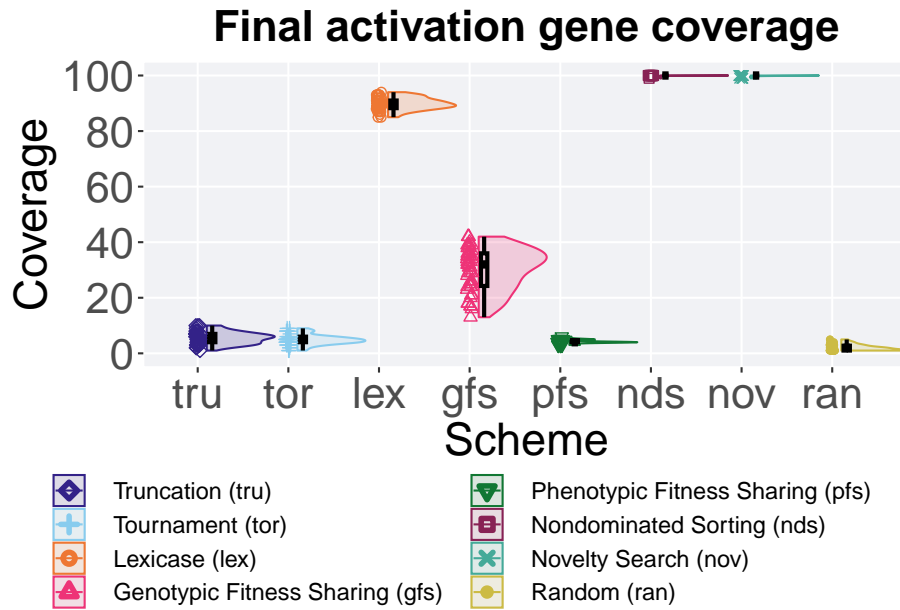 Final activation gene coverage
Coverage
100
80
60
40
20
0
tru tor lex gfs pfs nds nov ran
Scheme
Truncation (tru)
Tournament (tor)
Lexicase (lex)
Genotypic Fitness Sharing (gfs)
Phenotypic Fitness Sharing (pfs)
Nondominated Sorting (nds)
Novelty Search (nov)
Random (ran)